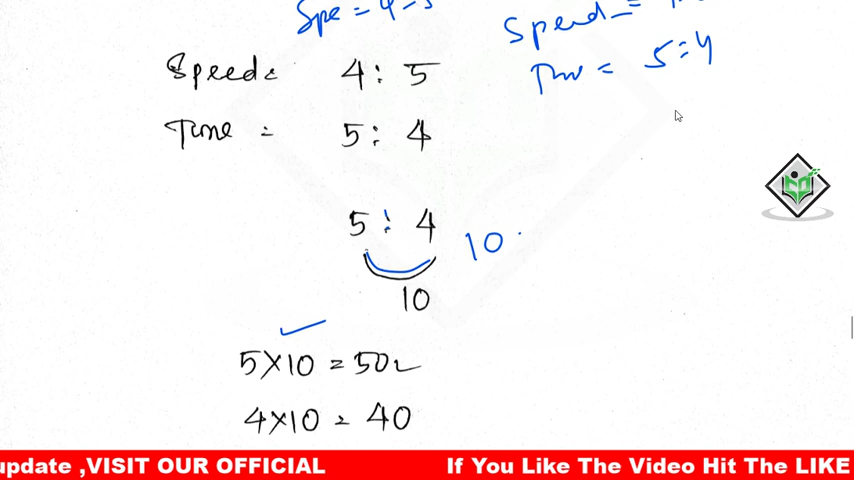 Spe = 4-5
Speed =
Speed = 4 : 5
Time = 5 : 4
Time = 5 : 4
5 : 4
10
10
5×10 = 50
4×10 = 40
update ,VISIT OUR OFFICIAL If You Like The Video Hit The LIKE